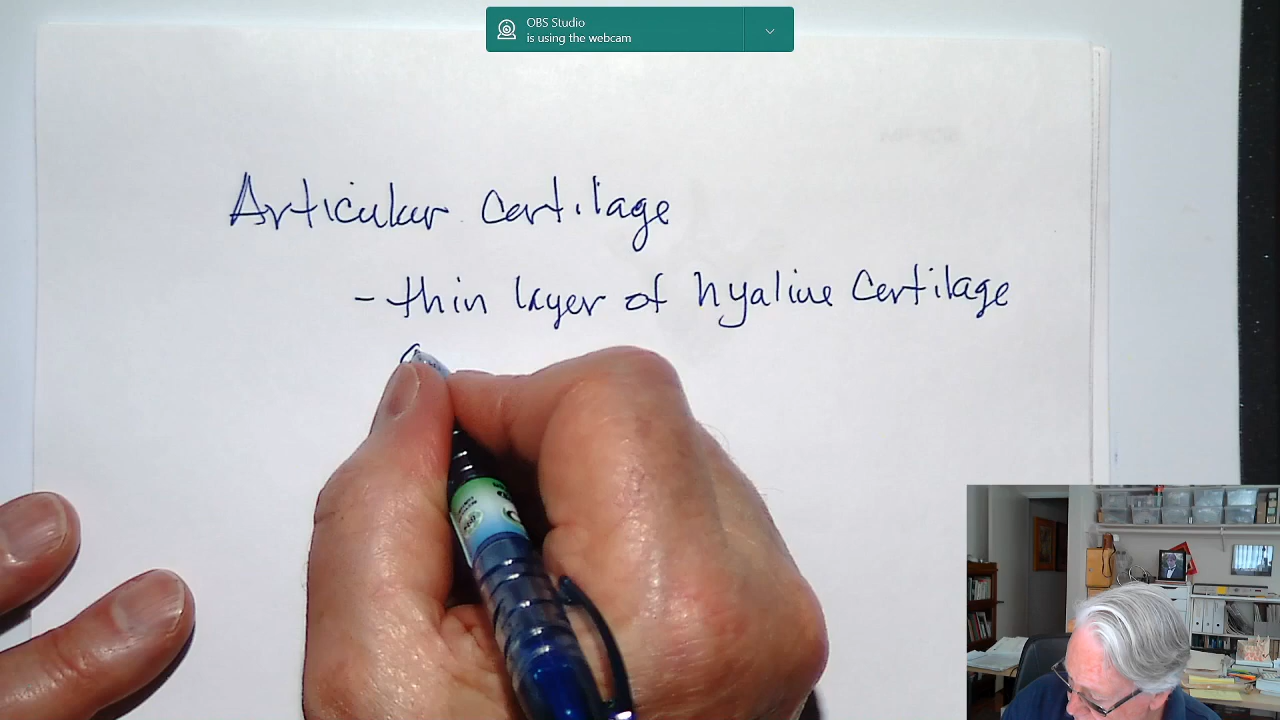 OBS Studio
is using the webcam
Articular Cartilage
- thin layer of hyaline Cartilage